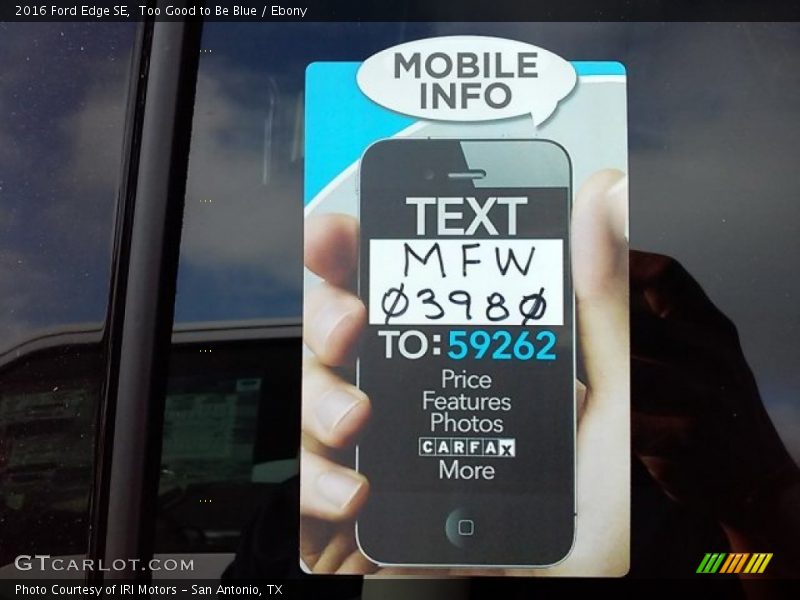 2016 Ford Edge SE,  Too Good to Be Blue / Ebony
MOBILE
INFO
TEXT
MFW
03980
TO: 59262
Price
Features
Photos
CARFAX
More
GTCARLOT.COM
Photo Courtesy of IRI Motors - San Antonio, TX